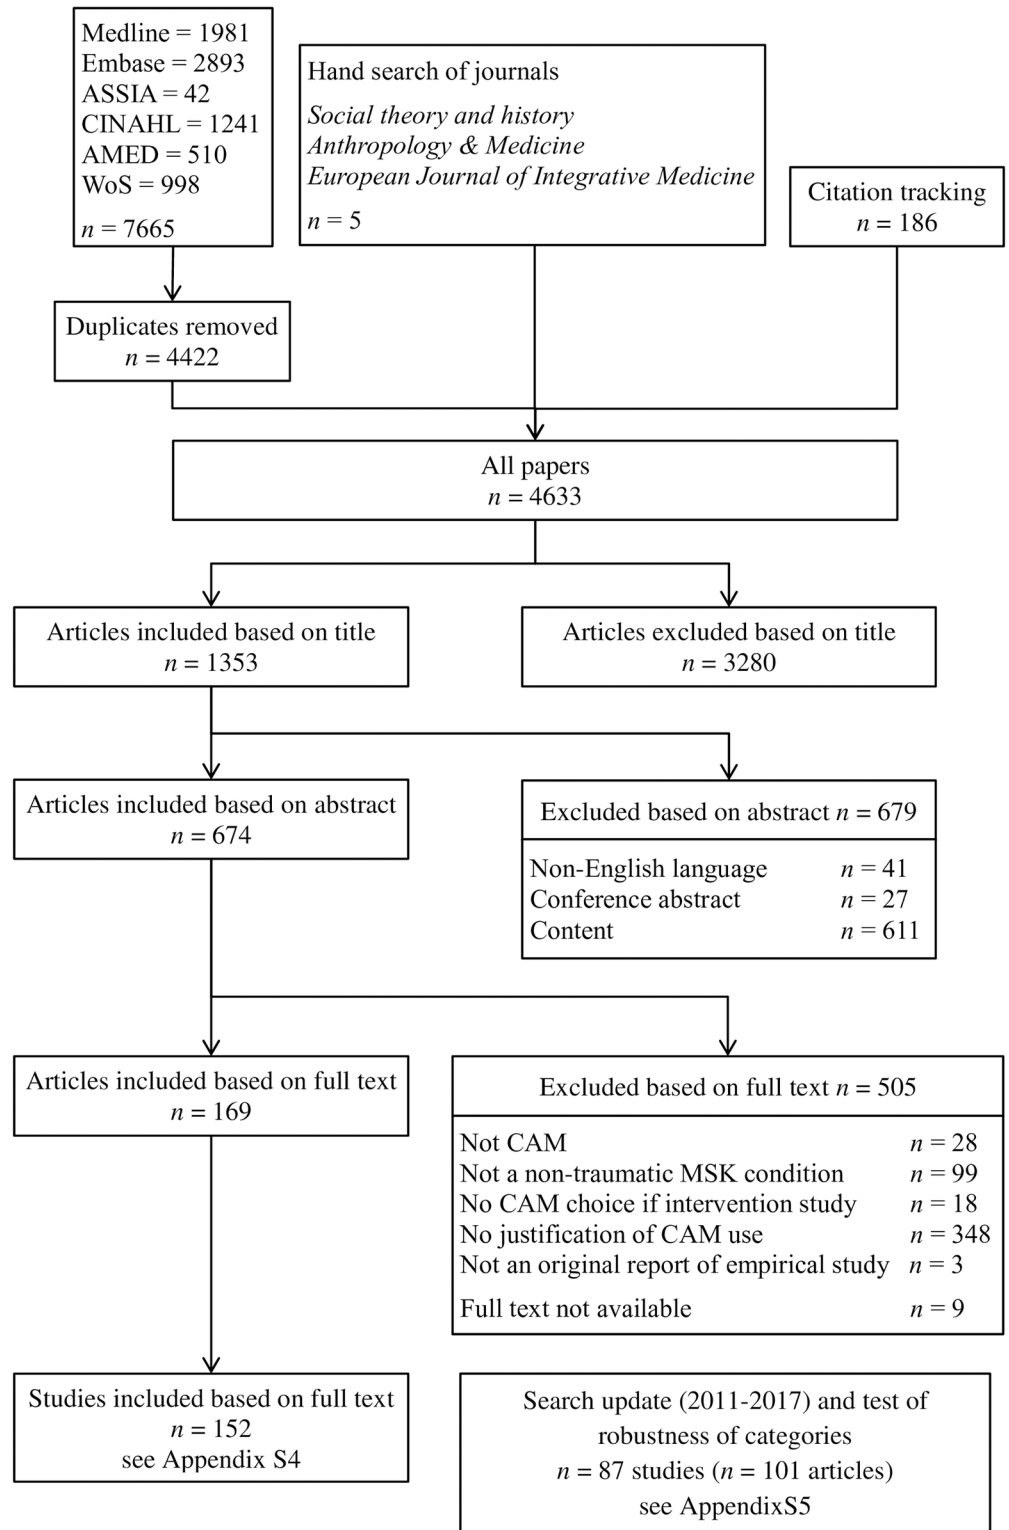 Medline = 1981
Embase = 2893
ASSIA = 42
CINAHL = 1241
AMED = 510
WoS = 998
n = 7665
Hand search of journals
Social theory and history
Anthropology & Medicine
European Journal of Integrative Medicine
n = 5
Citation tracking
n = 186
Duplicates removed
n = 4422
All papers
n = 4633
Articles included based on title
n = 1353
Articles excluded based on title
n = 3280
Articles included based on abstract
n = 674
Excluded based on abstract n = 679
Non-English language n = 41
Conference abstract n = 27
Content n = 611
Articles included based on full text
n = 169
Excluded based on full text n = 505
Not CAM n = 28
Not a non-traumatic MSK condition n = 99
No CAM choice if intervention study n = 18
No justification of CAM use n = 348
Not an original report of empirical study n = 3
Full text not available n = 9
Studies included based on full text
n = 152
see Appendix S4
Search update (2011-2017) and test of
robustness of categories
n = 87 studies (n = 101 articles)
see AppendixS5